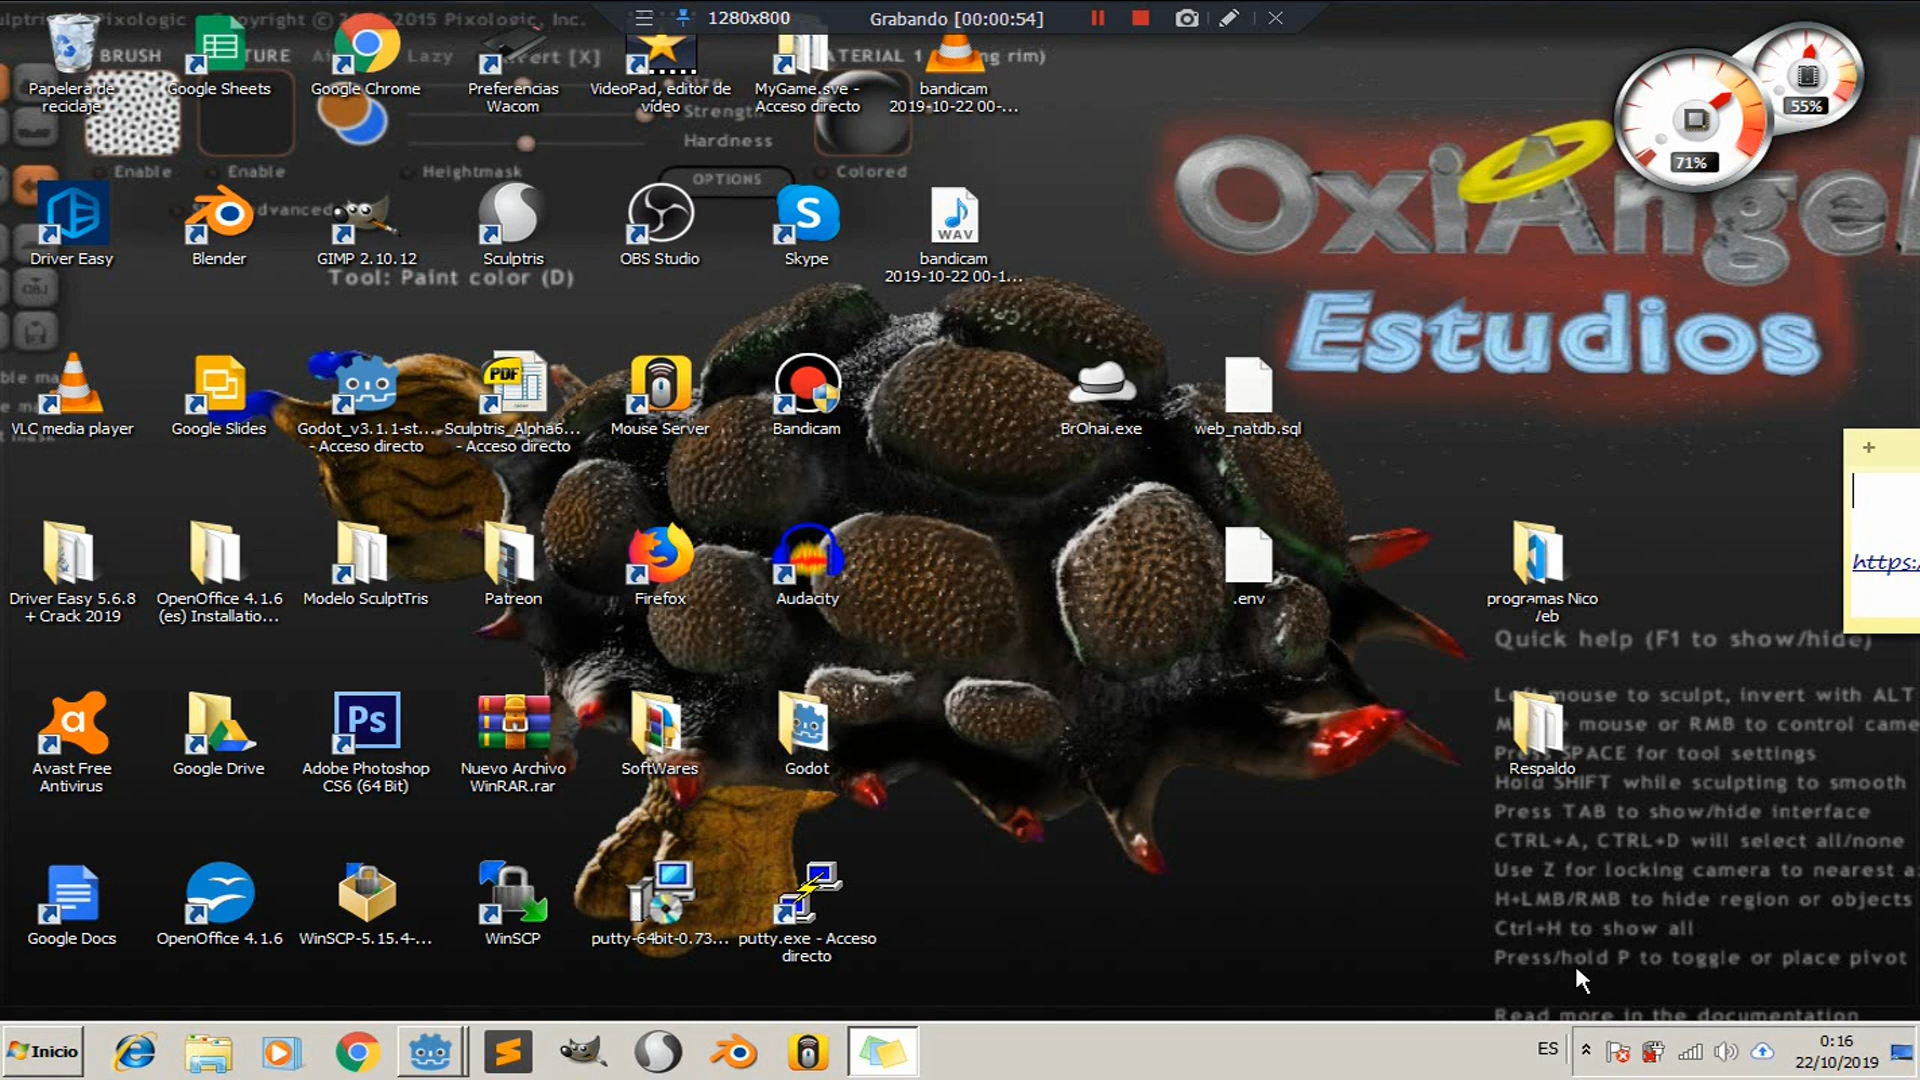 Copyright © 2015 Pixologic, Inc.
1280x800
Grabando [00:00:54]
BRUSH
TURE
Lazy
vert [X]
ATERIAL 1
ng rim)
Papelera de
reciclaje
Google Sheets
Google Chrome
Preferencias
Wacom
VideoPad, editor de
vídeo
MyGame.sve -
Acceso directo
bandicam
2019-10-22 00-...
Size
Strength
Hardness
Enable
Enable
Heightmask
OPTIONS
Colored
55%
71%
OxiAngel
Estudios
Driver Easy
Blender
GIMP 2.10.12
Sculptris
OBS Studio
Skype
WAV
bandicam
2019-10-22 00-1...
Tool: Paint color (D)
VLC media player
Google Slides
Godot_v3.1.1-st...
- Acceso directo
PDF
Sculptris_Alpha6...
- Acceso directo
Mouse Server
Bandicam
BrOhai.exe
web_natdb.sql
https:/
Driver Easy 5.6.8
+ Crack 2019
OpenOffice 4.1.6
(es) Installatio...
Modelo SculptTris
Patreon
Firefox
Audacity
.env
programas Nico
Quick help (F1 to show/hide)
Left mouse to sculpt, invert with ALT
mouse or RMB to control came
Press SPACE for tool settings
Hold SHIFT while sculpting to smooth
Press TAB to show/hide interface
CTRL+A, CTRL+D will select all/none
Use Z for locking camera to nearest a
H+LMB/RMB to hide region or objects
Ctrl+H to show all
Press/hold P to toggle or place pivot
Read more in the documentation
Avast Free
Antivirus
Google Drive
Ps
Adobe Photoshop
CS6 (64 Bit)
Nuevo Archivo
WinRAR.rar
SoftWares
Godot
Respaldo
Google Docs
OpenOffice 4.1.6
WinSCP-5.15.4-...
WinSCP
putty-64bit-0.73...
putty.exe - Acceso
directo
Inicio
ES
0:16
22/10/2019